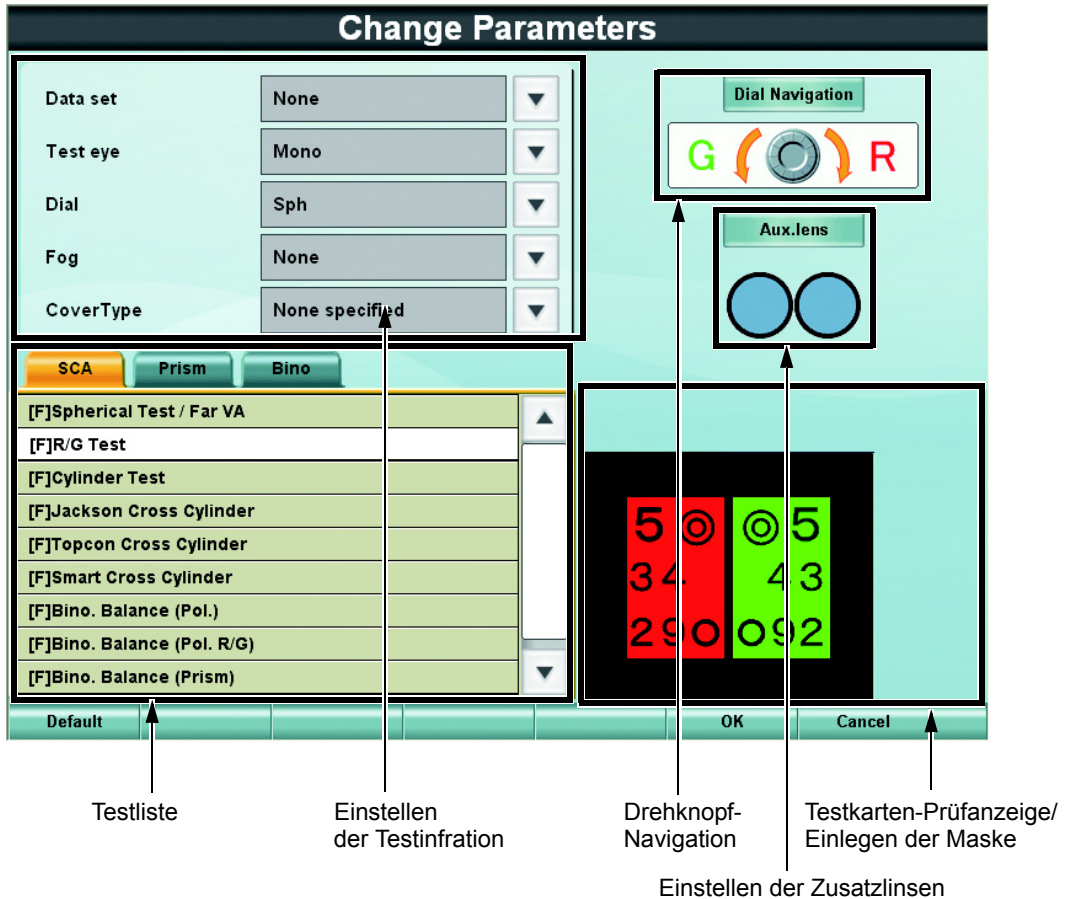 Change Parameters
Data set None
Test eye Mono
Dial Sph
Fog None
CoverType None specified
Dial Navigation
G R
Aux.lens
SCA Prism Bino
[F]Spherical Test / Far VA
[F]R/G Test
[F]Cylinder Test
[F]Jackson Cross Cylinder
[F]Topcon Cross Cylinder
[F]Smart Cross Cylinder
[F]Bino. Balance (Pol.)
[F]Bino. Balance (Pol. R/G)
[F]Bino. Balance (Prism)
5 5
34 43
29 92
Default OK Cancel
Testliste
Einstellen
der Testinfration
Drehknopf-
Navigation
Testkarten-Prüfanzeige/
Einlegen der Maske
Einstellen der Zusatzlinsen